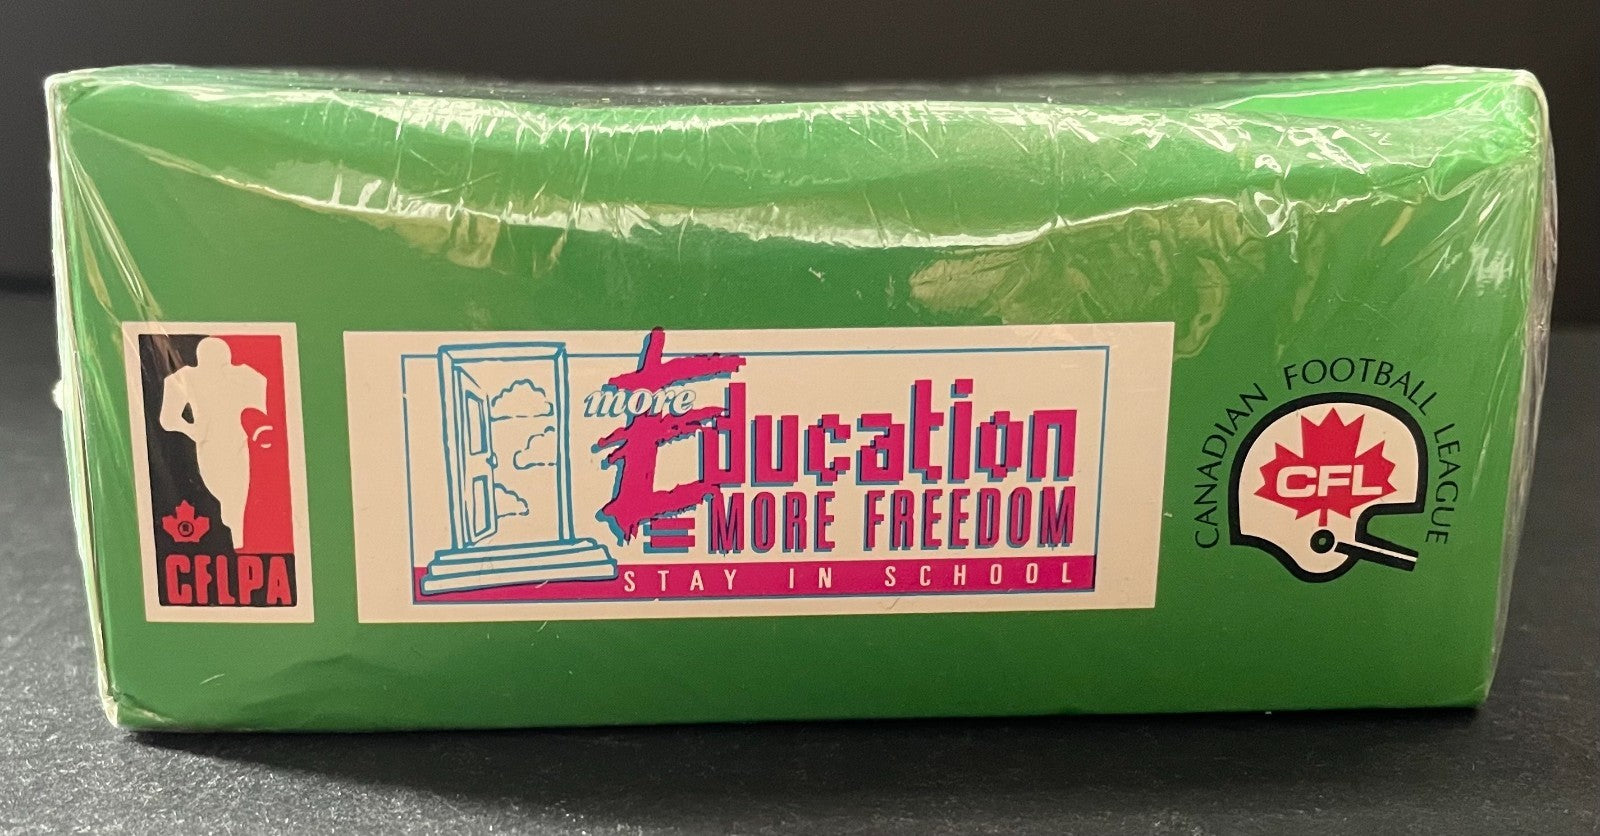 CFLPA
more Education
= MORE FREEDOM
STAY IN SCHOOL
CANADIAN FOOTBALL LEAGUE
CFL